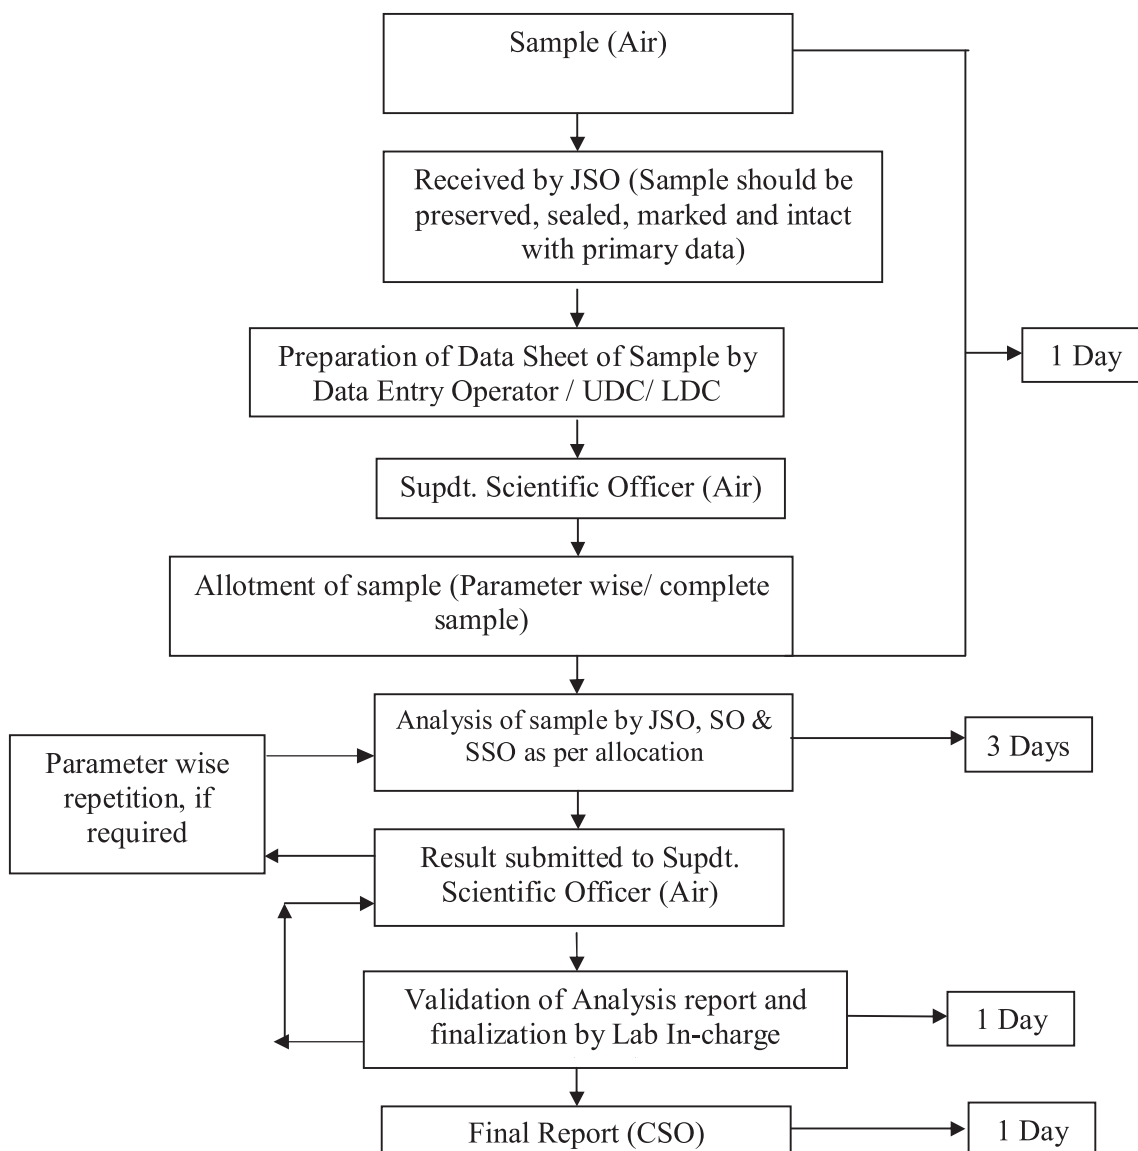 Sample (Air)
Received by JSO (Sample should be
preserved, sealed, marked and intact
with primary data)
Preparation of Data Sheet of Sample by
Data Entry Operator / UDC/ LDC
1 Day
Supdt. Scientific Officer (Air)
Allotment of sample (Parameter wise/ complete
sample)
Analysis of sample by JSO, SO &
SSO as per allocation
3 Days
Parameter wise
repetition, if
required
Result submitted to Supdt.
Scientific Officer (Air)
Validation of Analysis report and
finalization by Lab In-charge
1 Day
Final Report (CSO)
1 Day